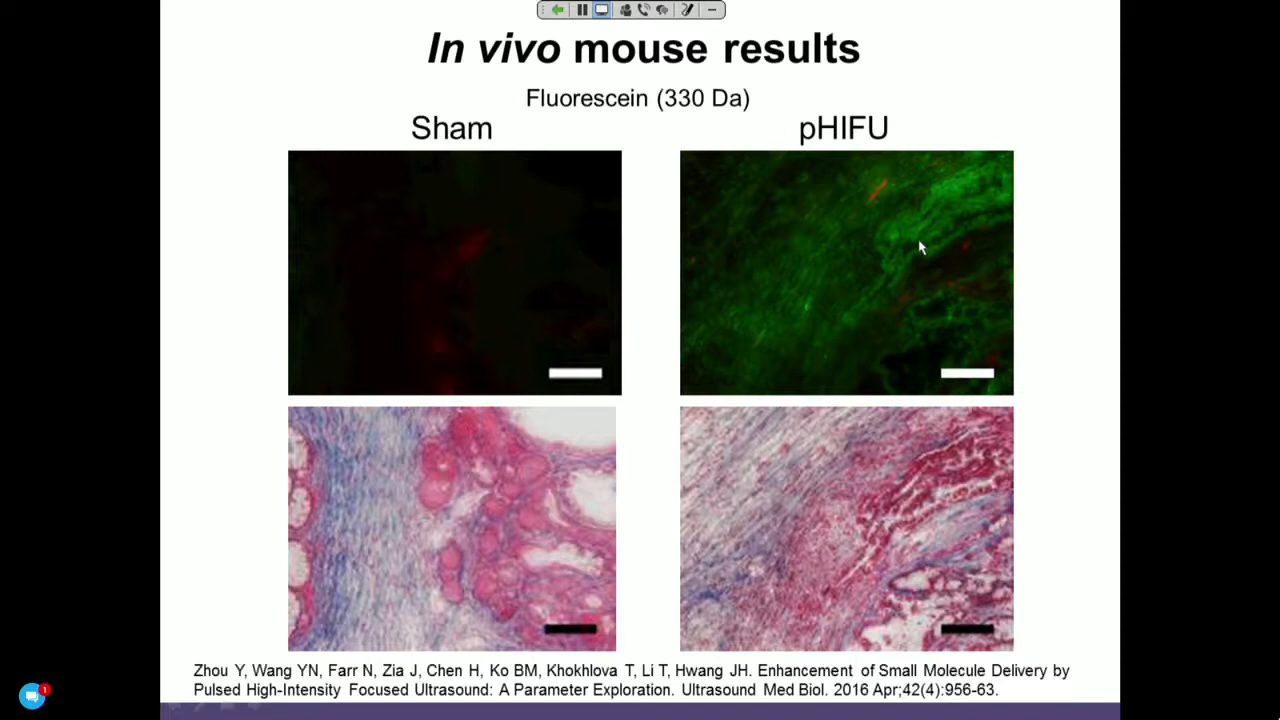 In vivo mouse results
Fluorescein (330 Da)
Sham
pHIFU
Zhou Y, Wang YN, Farr N, Zia J, Chen H, Ko BM, Khokhlova T, Li T, Hwang JH. Enhancement of Small Molecule Delivery by
Pulsed High-Intensity Focused Ultrasound: A Parameter Exploration. Ultrasound Med Biol. 2016 Apr;42(4):956-63.
1